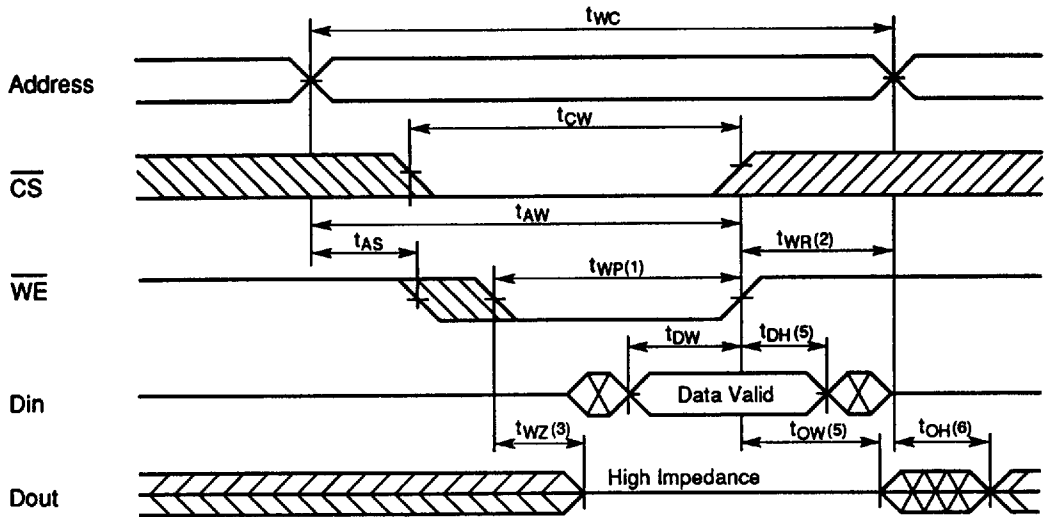 tWC
Address
tCW
CS
tAW
tAS
tWR(2)
WE
tWP(1)
tDW
tDH(5)
Din
Data Valid
tWZ(3)
tOW(5)
tOH(6)
Dout
High Impedance